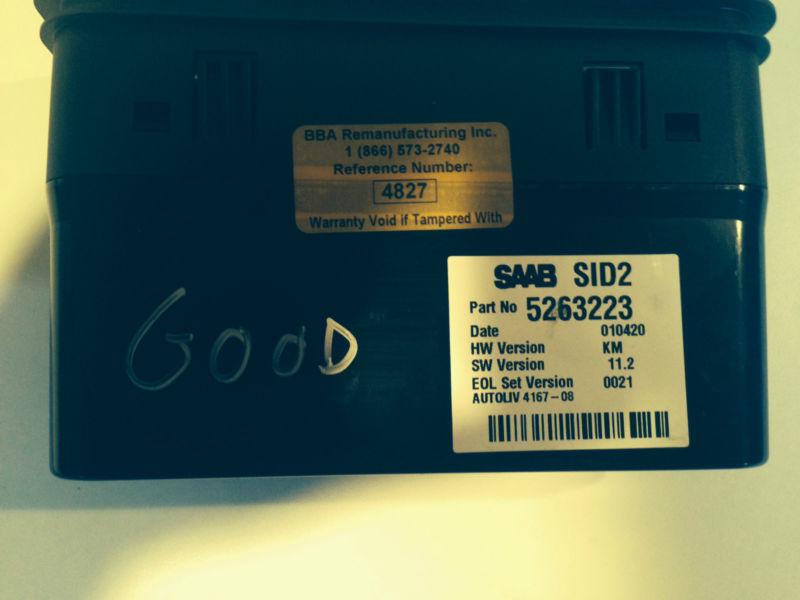 BBA Remanufacturing Inc.
1 (866) 573-2740
Reference Number:
4827
Warranty Void if Tampered With
SAAB SID2
Part No 5263223
Date 010420
HW Version KM
SW Version 11.2
EOL Set Version 0021
AUTOLIV 4167-08
GOOD